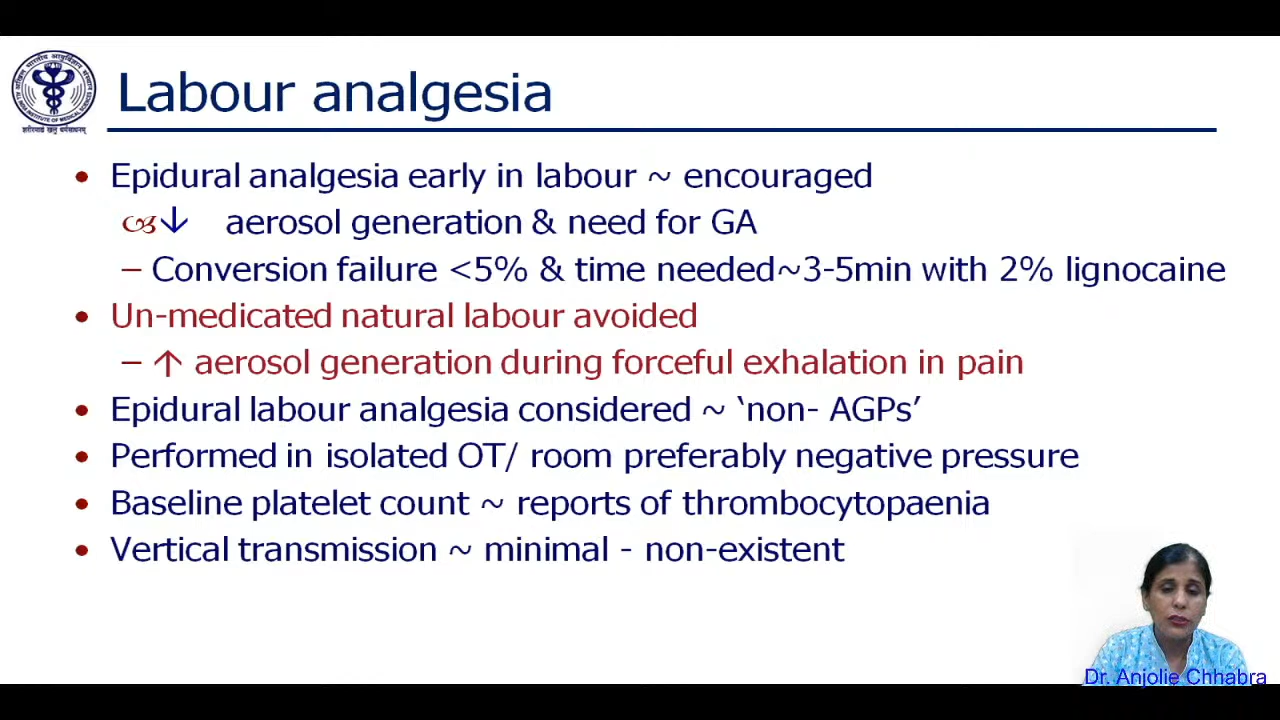 Labour analgesia
• Epidural analgesia early in labour ~ encouraged
↓ aerosol generation & need for GA
– Conversion failure <5% & time needed~3-5min with 2% lignocaine
• Un-medicated natural labour avoided
– ↑ aerosol generation during forceful exhalation in pain
• Epidural labour analgesia considered ~ ‘non- AGPs’
• Performed in isolated OT/ room preferably negative pressure
• Baseline platelet count ~ reports of thrombocytopaenia
• Vertical transmission ~ minimal - non-existent
Dr. Anjolie Chhabra